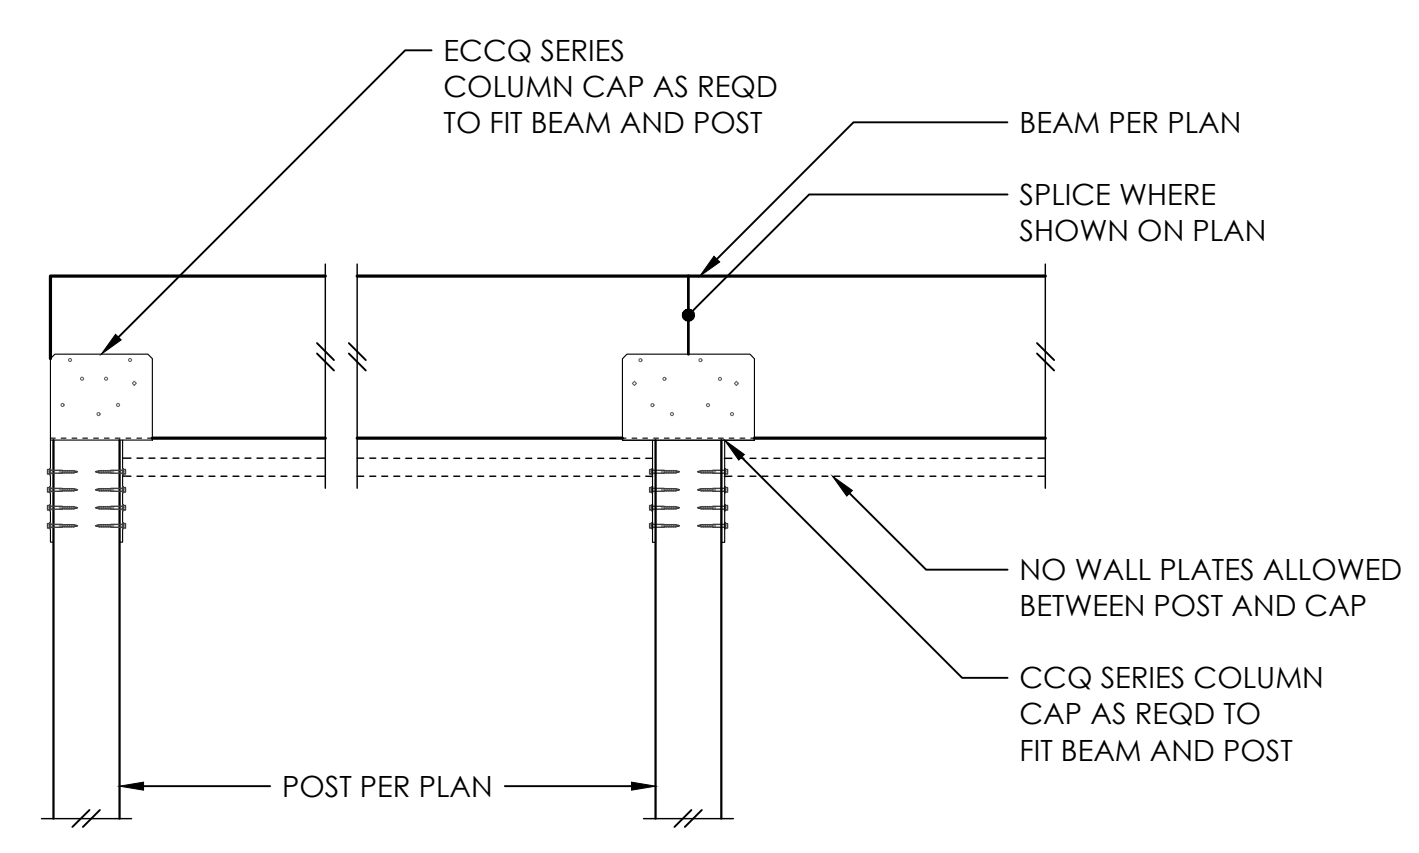 ECCQ SERIES
COLUMN CAP AS REQD
TO FIT BEAM AND POST
BEAM PER PLAN
SPLICE WHERE
SHOWN ON PLAN
NO WALL PLATES ALLOWED
BETWEEN POST AND CAP
CCQ SERIES COLUMN
CAP AS REQD TO
FIT BEAM AND POST
POST PER PLAN